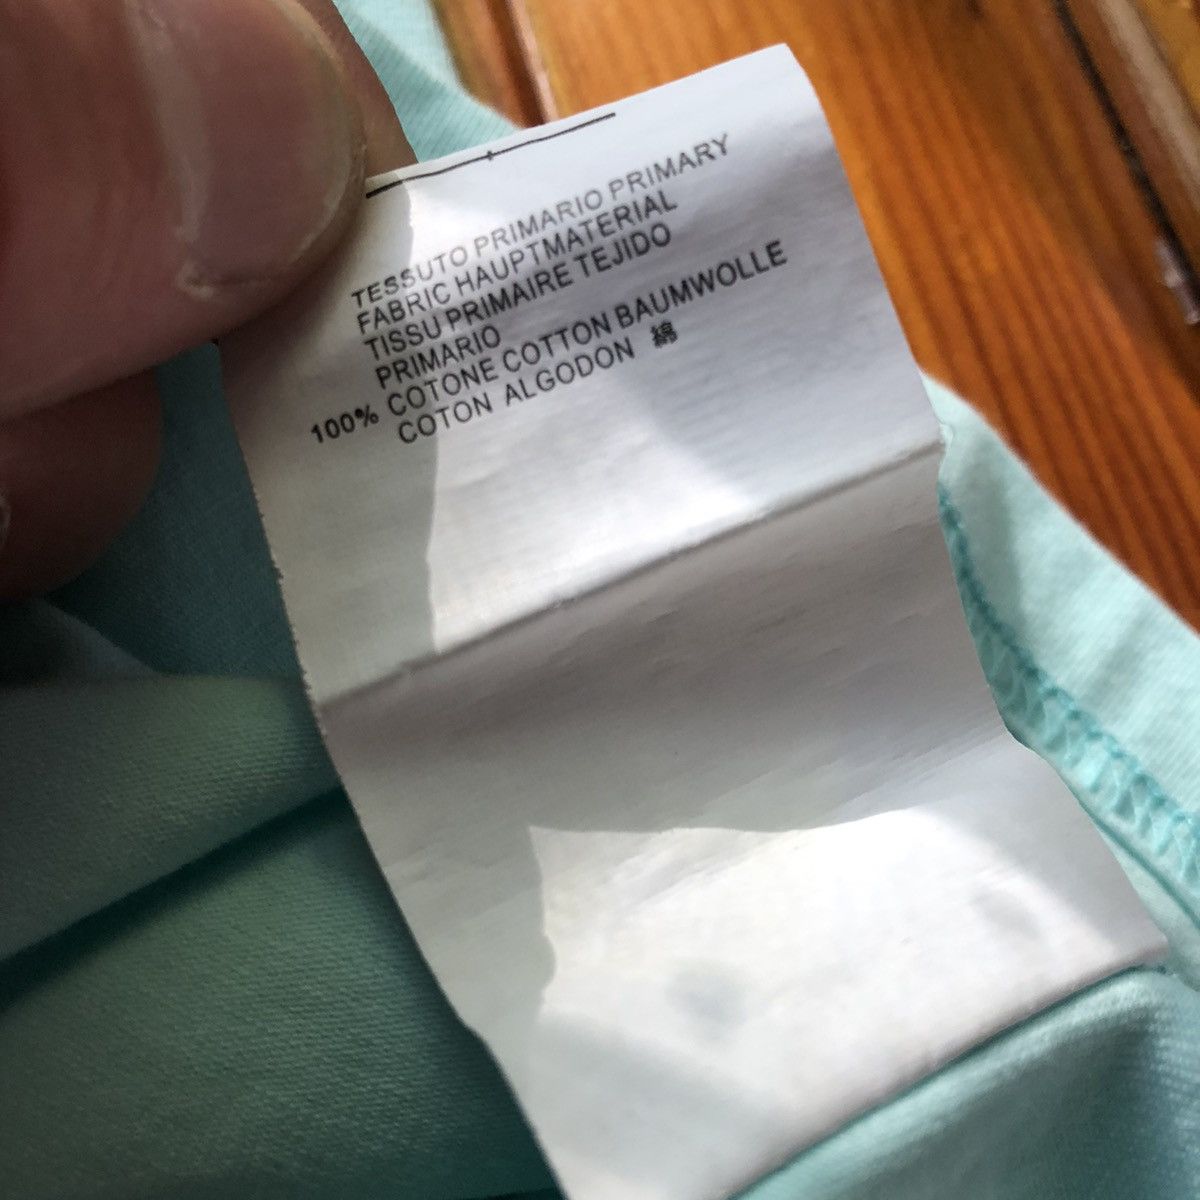 TESSUTO PRIMARIO PRIMARY
FABRIC HAUPTMATERIAL
TISSU PRIMAIRE TEJIDO
PRIMARIO
100% COTONE COTTON BAUMWOLLE
COTON ALGODON 綿